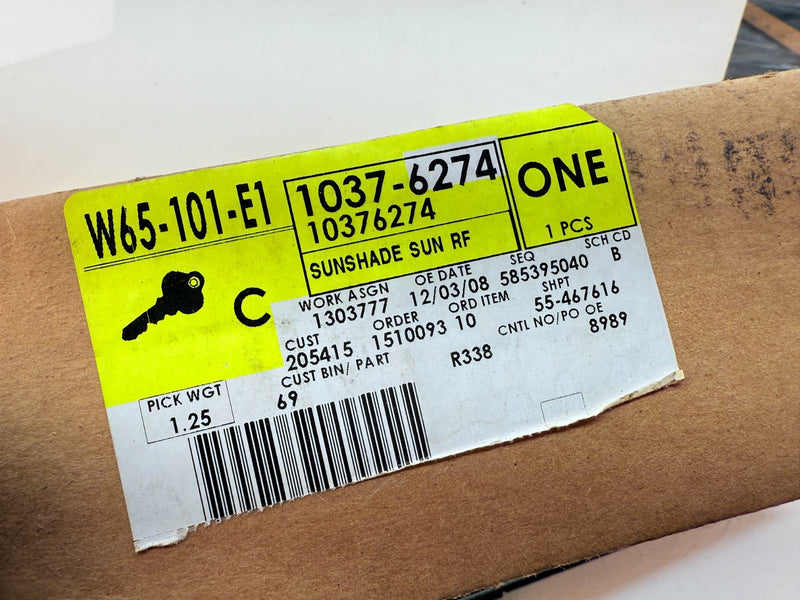 W65-101-E1
1037-6274
10376274
SUNSHADE SUN RF
ONE
1 PCS
C
WORK ASGN OE DATE SEQ SCH CD
1303777 12/03/08 585395040 B
CUST ORDER ORD ITEM SHPT
205415 1510093 10 55-467616
CUST BIN/ PART R338 CNTL NO/PO OE
69 8989
PICK WGT
1.25